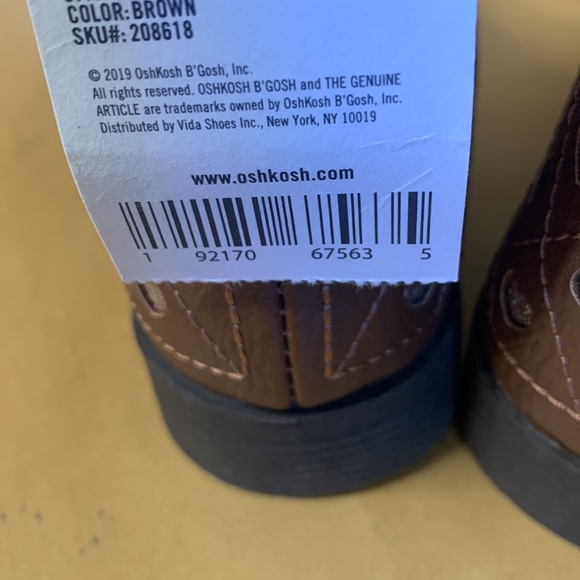 COLOR: BROWN
SKU#: 208618
© 2019 OshKosh B'Gosh, Inc.
All rights reserved. OSHKOSH B'GOSH and THE GENUINE
ARTICLE are trademarks owned by OshKosh B'Gosh, Inc.
Distributed by Vida Shoes Inc., New York, NY 10019
www.oshkosh.com
1 92170 67563 5